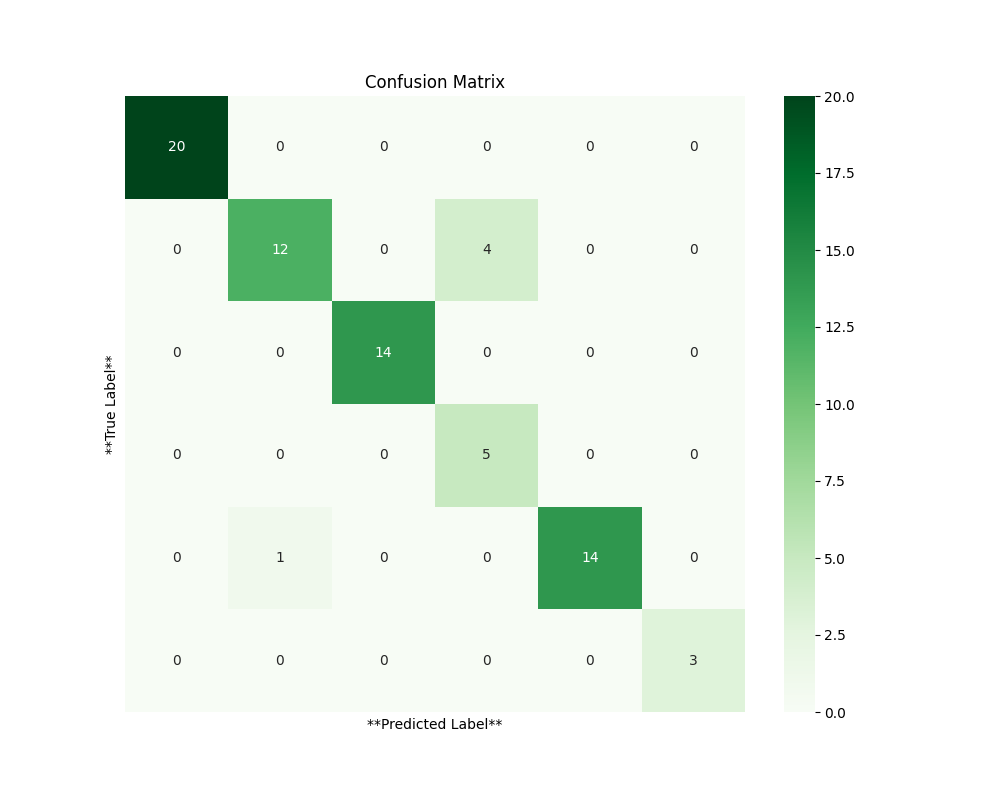 Confusion Matrix
20 0 0 0 0 0
0 12 0 4 0 0
0 0 14 0 0 0
0 0 0 5 0 0
0 1 0 0 14 0
0 0 0 0 0 3
**True Label**
**Predicted Label**
20.0
17.5
15.0
12.5
10.0
7.5
5.0
2.5
0.0